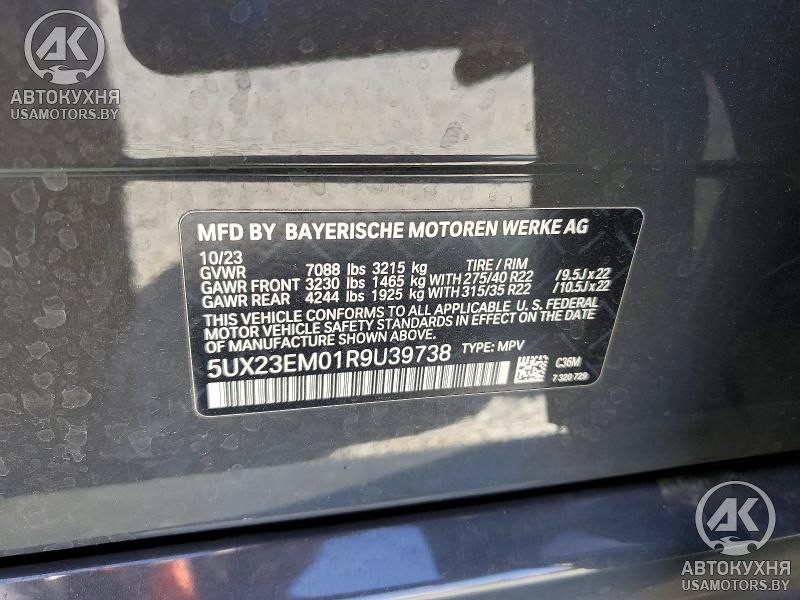 AK
АВТОКУХНЯ
USAMOTORS.BY
MFD BY BAYERISCHE MOTOREN WERKE AG
10/23
GVWR 7088 lbs 3215 kg TIRE / RIM
GAWR FRONT 3230 lbs 1465 kg WITH 275/40 R22 / 9.5J x 22
GAWR REAR 4244 lbs 1925 kg WITH 315/35 R22 / 10.5J x 22
THIS VEHICLE CONFORMS TO ALL APPLICABLE U. S. FEDERAL
MOTOR VEHICLE SAFETY STANDARDS IN EFFECT ON THE DATE
OF MANUFACTURE SHOWN ABOVE.
5UX23EM01R9U39738 TYPE: MPV
C36M
7 320 729
AK
АВТОКУХНЯ
USAMOTORS.BY